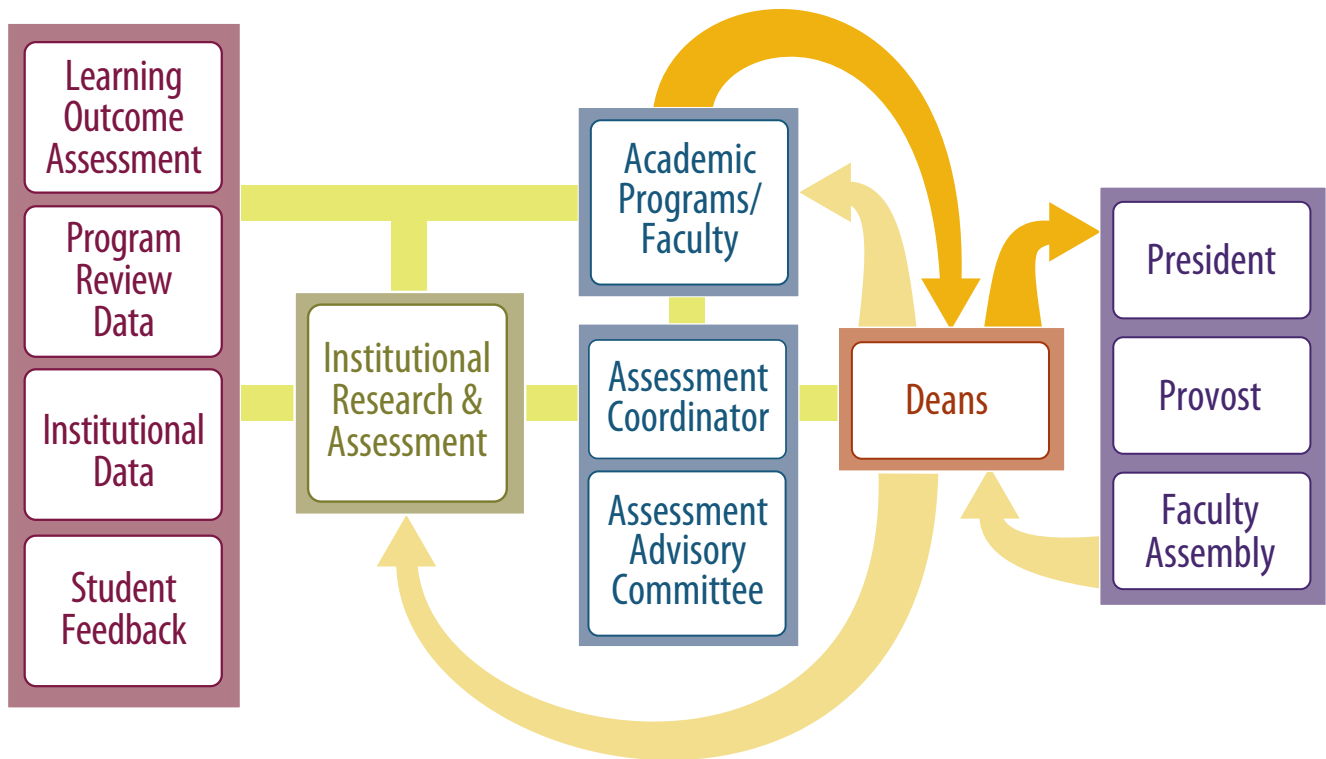 Learning
Outcome
Assessment
Program
Review
Data
Institutional
Data
Student
Feedback
Institutional
Research &
Assessment
Academic
Programs/
Faculty
Assessment
Coordinator
Assessment
Advisory
Committee
Deans
President
Provost
Faculty
Assembly